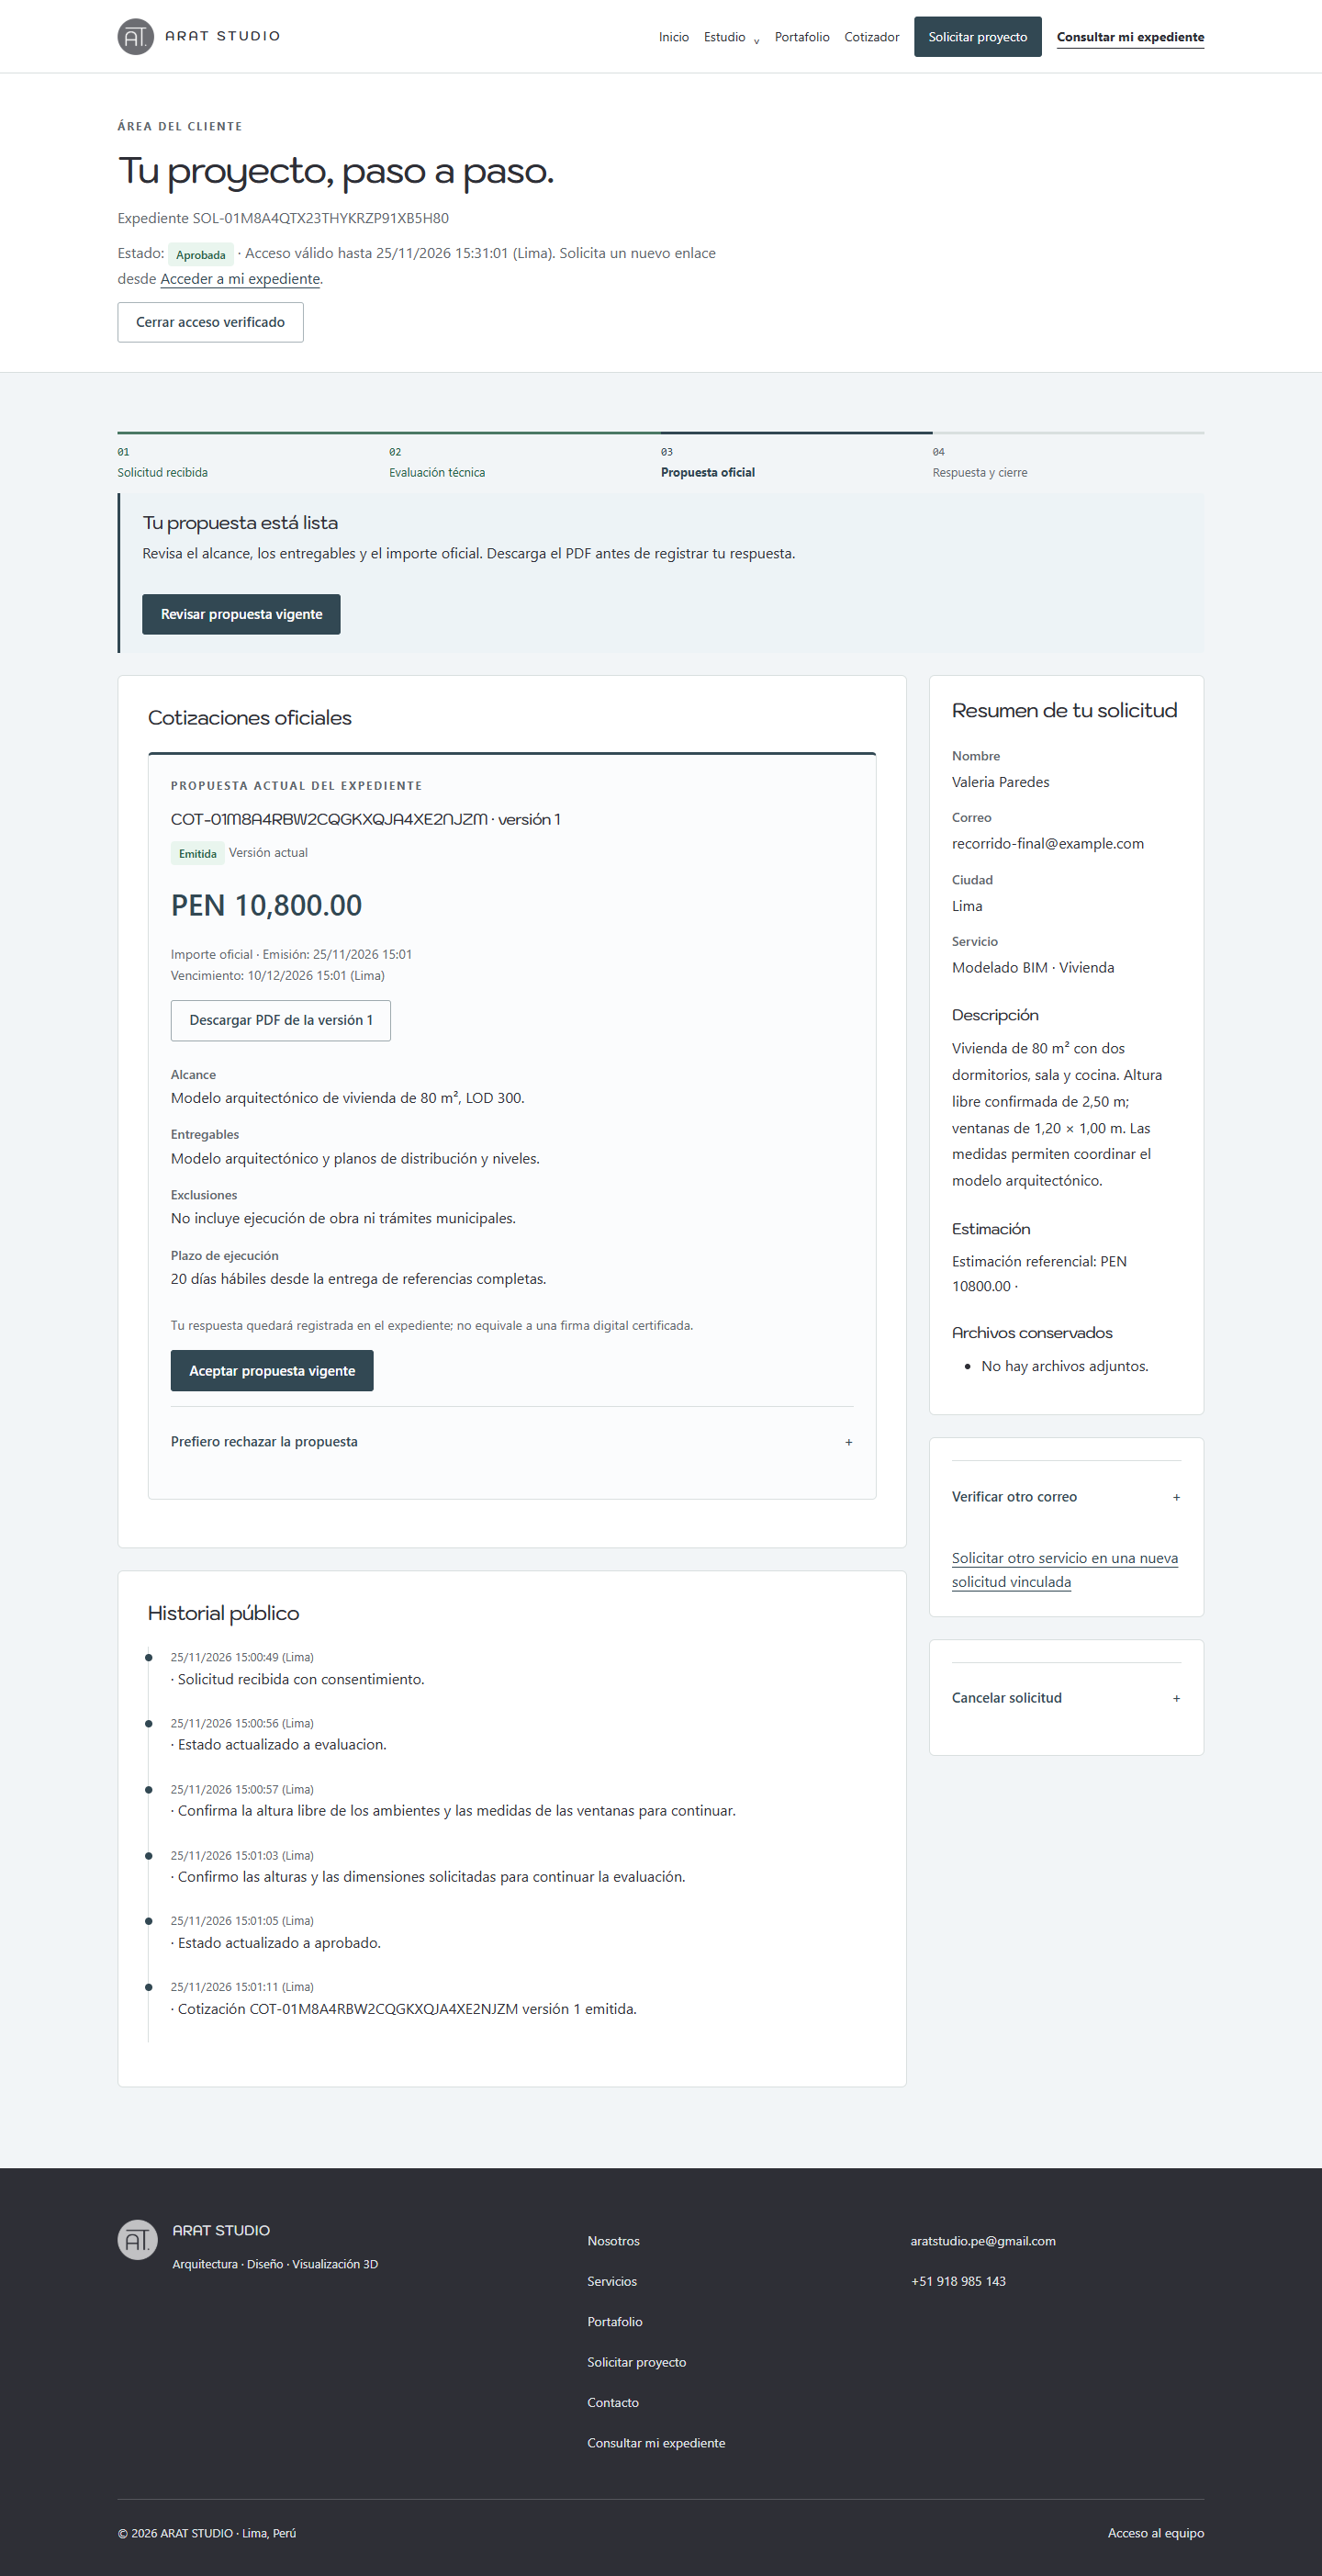 AT.
ARAT STUDIO
Inicio
Estudio
Portafolio
Cotizador
Solicitar proyecto
Consultar mi expediente
ÁREA DEL CLIENTE
Tu proyecto, paso a paso.
Expediente SOL-01M8A4QTX23THYKRZP91XB5H80
Estado: Aprobada · Acceso válido hasta 25/11/2026 15:31:01 (Lima). Solicita un nuevo enlace
desde Acceder a mi expediente.
Cerrar acceso verificado
01
Solicitud recibida
02
Evaluación técnica
03
Propuesta oficial
04
Respuesta y cierre
Tu propuesta está lista
Revisa el alcance, los entregables y el importe oficial. Descarga el PDF antes de registrar tu respuesta.
Revisar propuesta vigente
Cotizaciones oficiales
PROPUESTA ACTUAL DEL EXPEDIENTE
COT-01M8A4RBW2CQGKXQJA4XE2NJZM · versión 1
Emitida Versión actual
PEN 10,800.00
Importe oficial · Emisión: 25/11/2026 15:01
Vencimiento: 10/12/2026 15:01 (Lima)
Descargar PDF de la versión 1
Alcance
Modelo arquitectónico de vivienda de 80 m², LOD 300.
Entregables
Modelo arquitectónico y planos de distribución y niveles.
Exclusiones
No incluye ejecución de obra ni trámites municipales.
Plazo de ejecución
20 días hábiles desde la entrega de referencias completas.
Tu respuesta quedará registrada en el expediente; no equivale a una firma digital certificada.
Aceptar propuesta vigente
Prefiero rechazar la propuesta +
Historial público
25/11/2026 15:00:49 (Lima)
· Solicitud recibida con consentimiento.
25/11/2026 15:00:56 (Lima)
· Estado actualizado a evaluacion.
25/11/2026 15:00:57 (Lima)
· Confirma la altura libre de los ambientes y las medidas de las ventanas para continuar.
25/11/2026 15:01:03 (Lima)
· Confirmo las alturas y las dimensiones solicitadas para continuar la evaluación.
25/11/2026 15:01:05 (Lima)
· Estado actualizado a aprobado.
25/11/2026 15:01:11 (Lima)
· Cotización COT-01M8A4RBW2CQGKXQJA4XE2NJZM versión 1 emitida.
Resumen de tu solicitud
Nombre
Valeria Paredes
Correo
recorrido-final@example.com
Ciudad
Lima
Servicio
Modelado BIM · Vivienda
Descripción
Vivienda de 80 m² con dos
dormitorios, sala y cocina. Altura
libre confirmada de 2,50 m;
ventanas de 1,20 × 1,00 m. Las
medidas permiten coordinar el
modelo arquitectónico.
Estimación
Estimación referencial: PEN
10800.00 ·
Archivos conservados
• No hay archivos adjuntos.
Verificar otro correo +
Solicitar otro servicio en una nueva
solicitud vinculada
Cancelar solicitud +
AT.
ARAT STUDIO
Arquitectura · Diseño · Visualización 3D
Nosotros
Servicios
Portafolio
Solicitar proyecto
Contacto
Consultar mi expediente
aratstudio.pe@gmail.com
+51 918 985 143
© 2026 ARAT STUDIO · Lima, Perú
Acceso al equipo